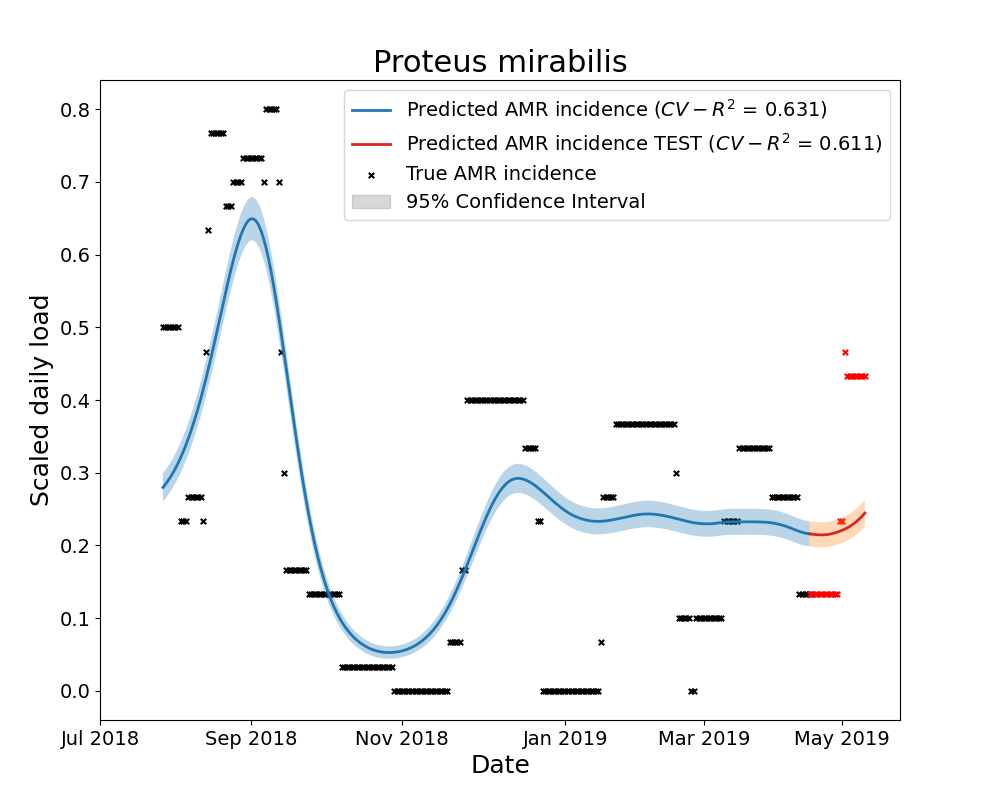 Proteus mirabilis
Predicted AMR incidence (CV − R² = 0.631)
Predicted AMR incidence TEST (CV − R² = 0.611)
True AMR incidence
95% Confidence Interval
Scaled daily load
0.8
0.7
0.6
0.5
0.4
0.3
0.2
0.1
0.0
Jul 2018 Sep 2018 Nov 2018 Jan 2019 Mar 2019 May 2019
Date